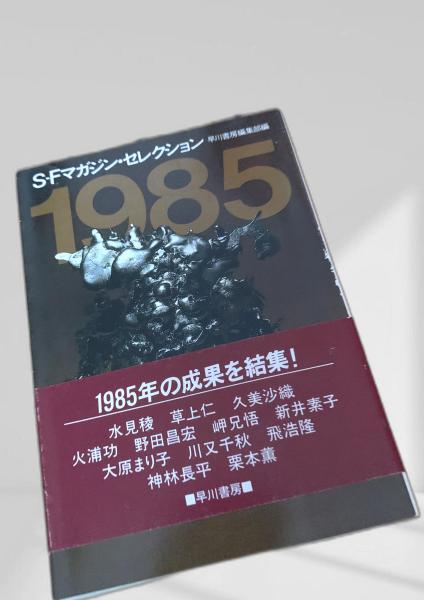 S-Fマガジン・セレクション 早川書房編集部編
1985
1985年の成果を結集!
水見稜 草上仁 久美沙織
火浦功 野田昌宏 岬兄悟 新井素子
大原まり子 川又千秋 飛浩隆
神林長平 栗本薫
■早川書房■